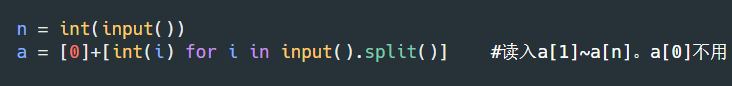 n = int(input())
a = [0]+[int(i) for i in input().split()]    #读入a[1]~a[n]。a[0]不用